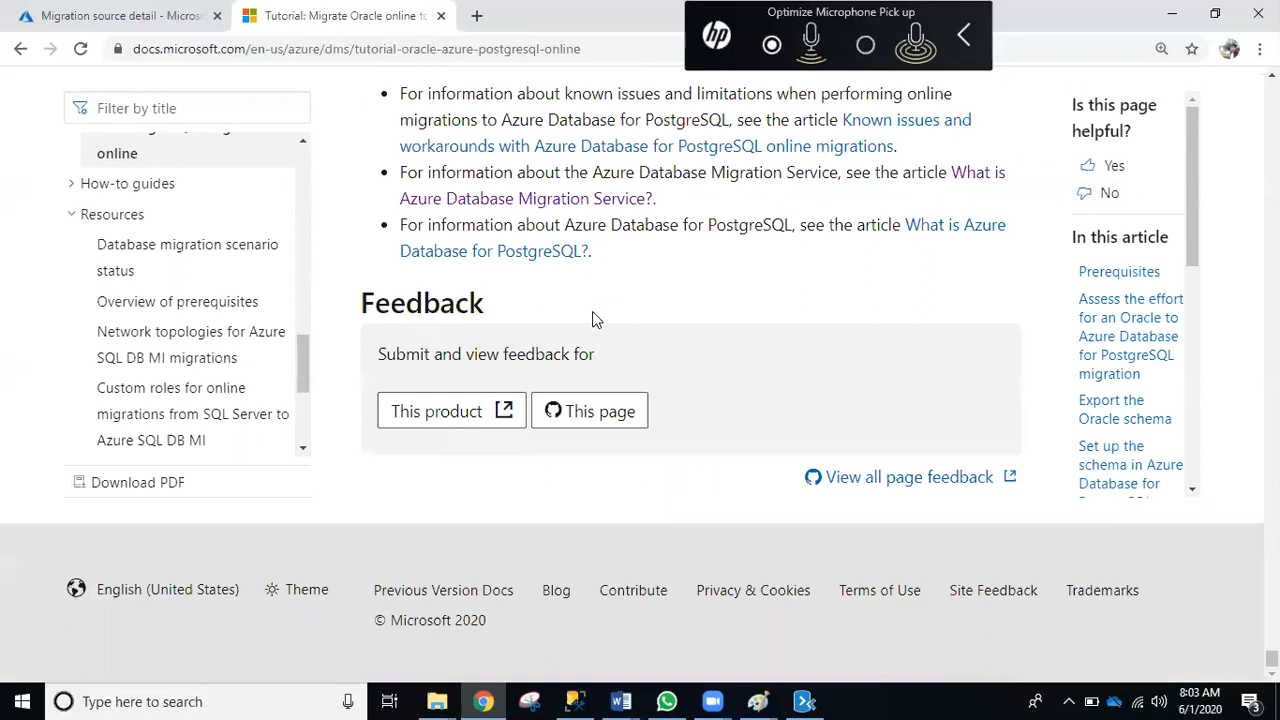 Migration source detail - Micros
Tutorial: Migrate Oracle online to
Optimize Microphone Pick up
hp
docs.microsoft.com/en-us/azure/dms/tutorial-oracle-azure-postgresql-online
Filter by title
online
How-to guides
Resources
Database migration scenario
status
Overview of prerequisites
Network topologies for Azure
SQL DB MI migrations
Custom roles for online
migrations from SQL Server to
Azure SQL DB MI
Download PDF
For information about known issues and limitations when performing online
migrations to Azure Database for PostgreSQL, see the article Known issues and
workarounds with Azure Database for PostgreSQL online migrations.
For information about the Azure Database Migration Service, see the article What is
Azure Database Migration Service?.
For information about Azure Database for PostgreSQL, see the article What is Azure
Database for PostgreSQL?.
Feedback
Submit and view feedback for
This product
This page
View all page feedback
Is this page
helpful?
Yes
No
In this article
Prerequisites
Assess the effort
for an Oracle to
Azure Database
for PostgreSQL
migration
Export the
Oracle schema
Set up the
schema in Azure
Database for
English (United States)
Theme
Previous Version Docs
Blog
Contribute
Privacy & Cookies
Terms of Use
Site Feedback
Trademarks
© Microsoft 2020
Type here to search
8:03 AM
6/1/2020
3